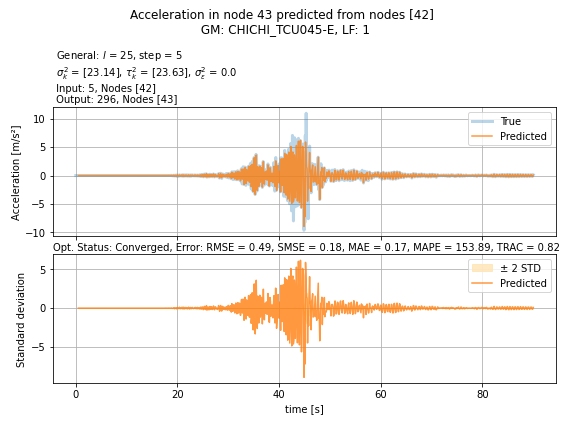 Acceleration in node 43 predicted from nodes [42]
GM: CHICHI_TCU045-E, LF: 1
General: l = 25, step = 5
σ²ₖ = [23.14], τ²ₖ = [23.63], σ²ε = 0.0
Input: 5, Nodes [42]
Output: 296, Nodes [43]
Acceleration [m/s²]
10
5
0
−5
−10
True
Predicted
Opt. Status: Converged, Error: RMSE = 0.49, SMSE = 0.18, MAE = 0.17, MAPE = 153.89, TRAC = 0.82
Standard deviation
5
0
−5
± 2 STD
Predicted
0 20 40 60 80
time [s]